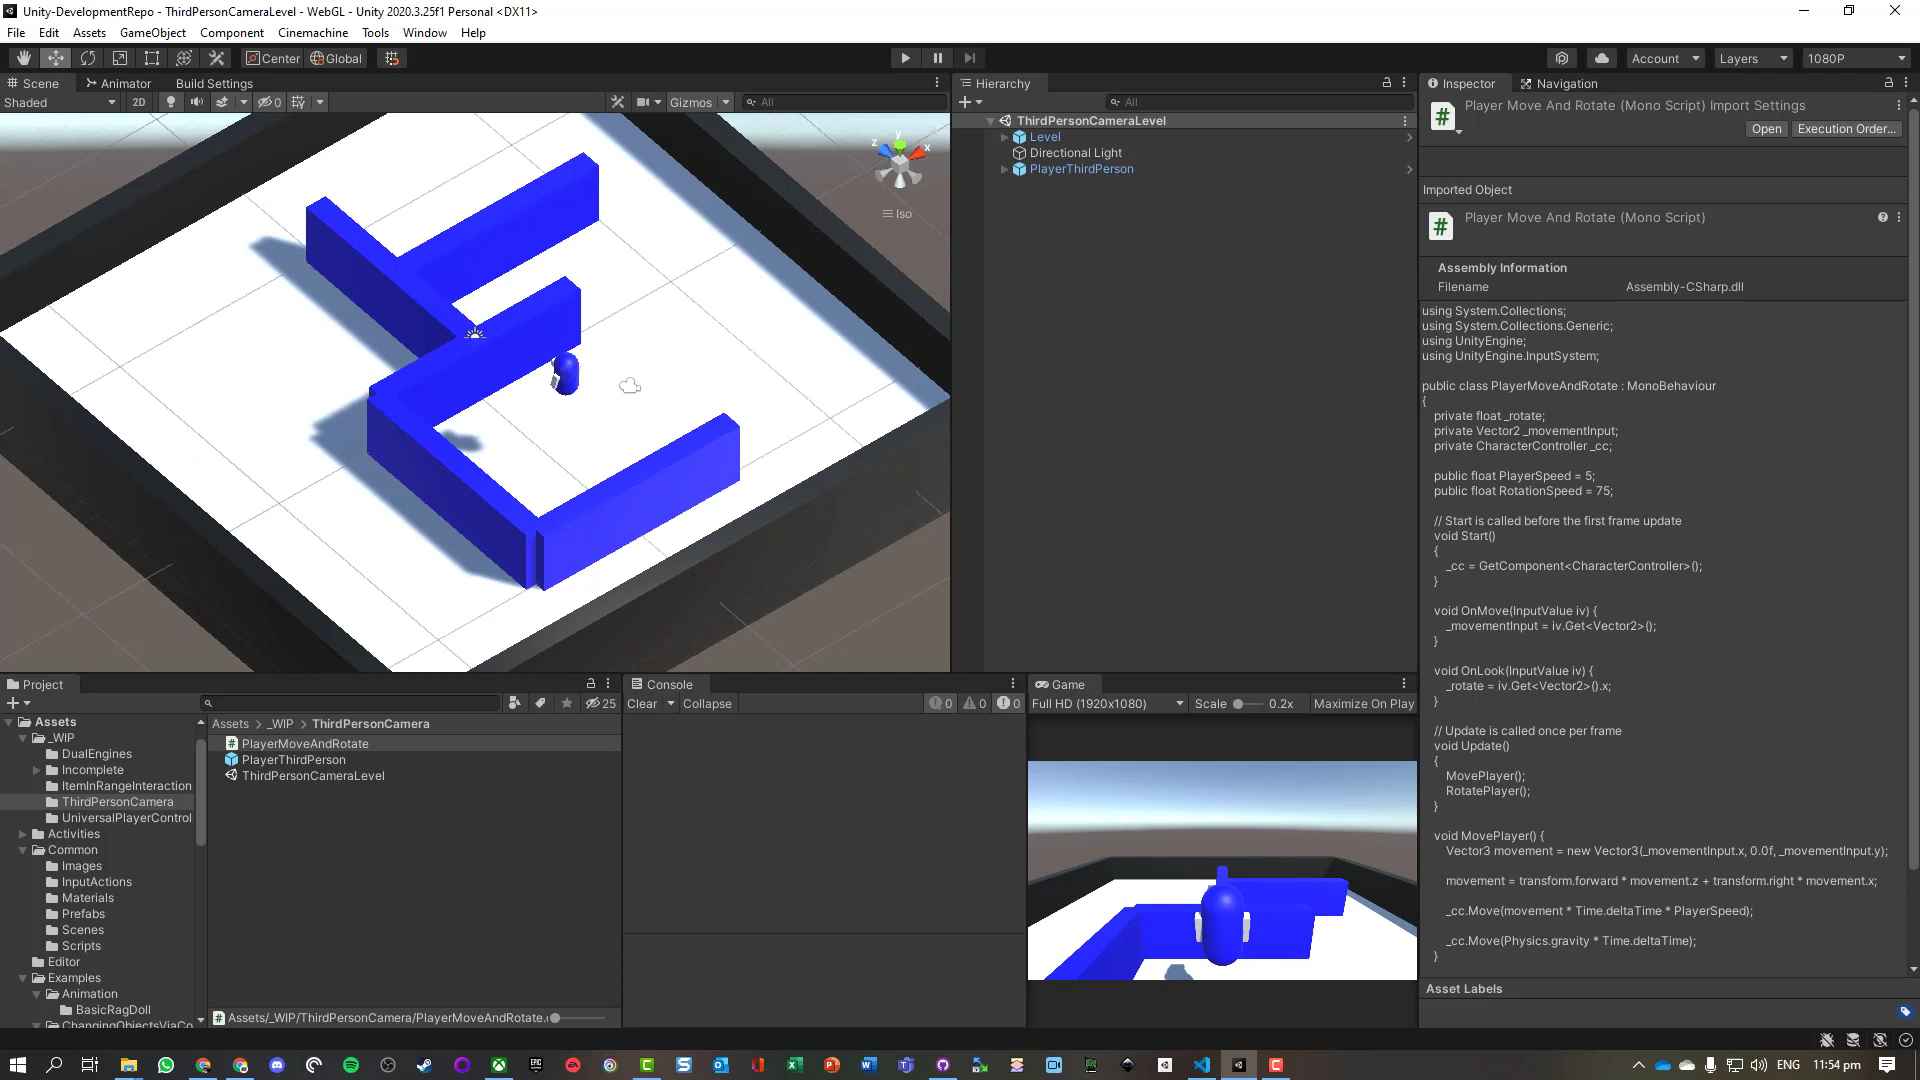 Unity-DevelopmentRepo - ThirdPersonCameraLevel - WebGL - Unity 2020.3.25f1 Personal <DX11>
File Edit Assets GameObject Component Cinemachine Tools Window Help
Center Global Account Layers 1080P
Scene Animator Build Settings
Shaded 2D 0 Gizmos All
y
z x
Iso
Hierarchy
All
ThirdPersonCameraLevel
Level
Directional Light
PlayerThirdPerson
Inspector Navigation
Player Move And Rotate (Mono Script) Import Settings
Open Execution Order...
Imported Object
Player Move And Rotate (Mono Script)
Assembly Information
Filename Assembly-CSharp.dll
using System.Collections;
using System.Collections.Generic;
using UnityEngine;
using UnityEngine.InputSystem;
public class PlayerMoveAndRotate : MonoBehaviour
{
private float _rotate;
private Vector2 _movementInput;
private CharacterController _cc;
public float PlayerSpeed = 5;
public float RotationSpeed = 75;
// Start is called before the first frame update
void Start()
{
_cc = GetComponent<CharacterController>();
}
void OnMove(InputValue iv) {
_movementInput = iv.Get<Vector2>();
}
void OnLook(InputValue iv) {
_rotate = iv.Get<Vector2>().x;
}
// Update is called once per frame
void Update()
{
MovePlayer();
RotatePlayer();
}
void MovePlayer() {
Vector3 movement = new Vector3(_movementInput.x, 0.0f, _movementInput.y);
movement = transform.forward * movement.z + transform.right * movement.x;
_cc.Move(movement * Time.deltaTime * PlayerSpeed);
_cc.Move(Physics.gravity * Time.deltaTime);
}
Asset Labels
Project
25
Assets
_WIP
DualEngines
Incomplete
ItemInRangeInteraction
ThirdPersonCamera
UniversalPlayerControl
Activities
Common
Images
InputActions
Materials
Prefabs
Scenes
Scripts
Editor
Examples
Animation
BasicRagDoll
ChangingObjectsViaCo
Assets > _WIP > ThirdPersonCamera
PlayerMoveAndRotate
PlayerThirdPerson
ThirdPersonCameraLevel
Assets/_WIP/ThirdPersonCamera/PlayerMoveAndRotate.
Console
Clear Collapse 0 0 0
Game
Full HD (1920x1080) Scale 0.2x Maximize On Play
ENG 11:54 pm